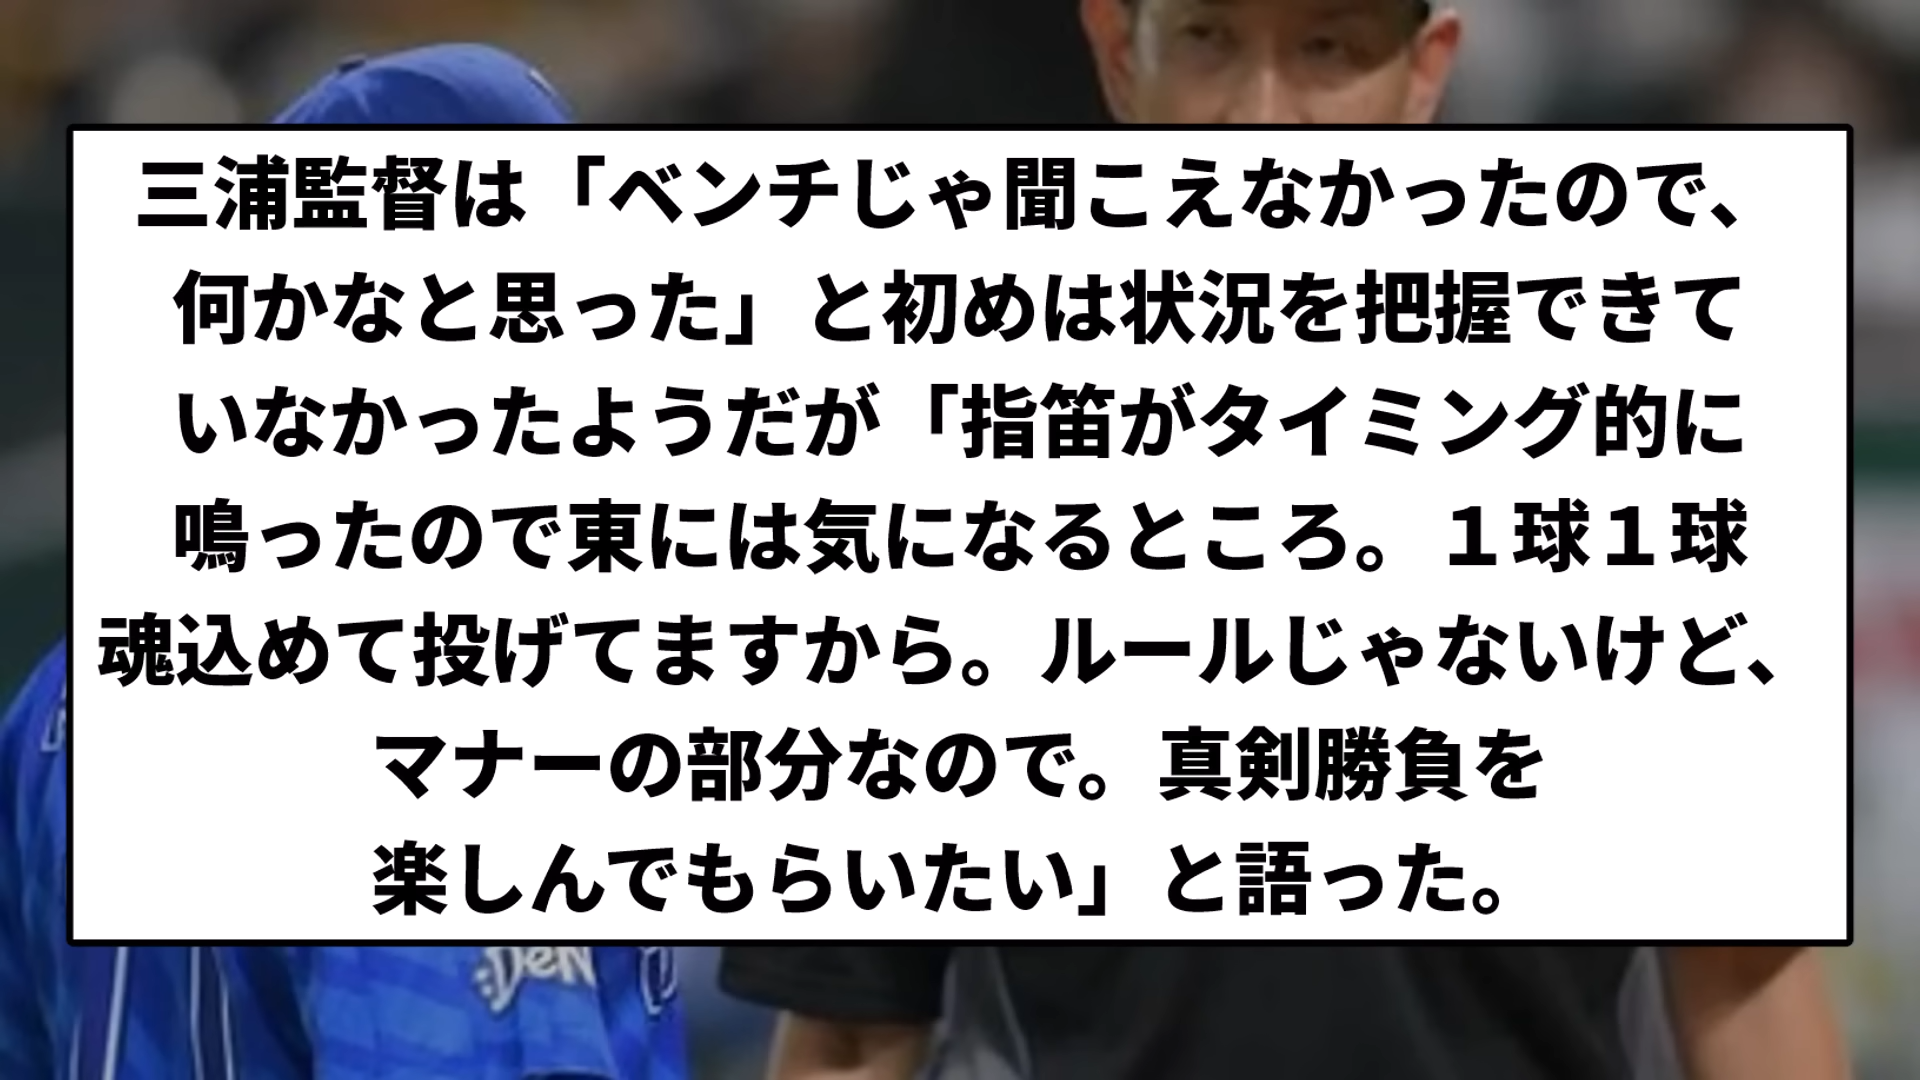 三浦監督は「ベンチじゃ聞こえなかったので、
何かなと思った」と初めは状況を把握できて
いなかったようだが「指笛がタイミング的に
鳴ったので東には気になるところ。１球１球
魂込めて投げてますから。ルールじゃないけど、
マナーの部分なので。真剣勝負を
楽しんでもらいたい」と語った。
:DeN